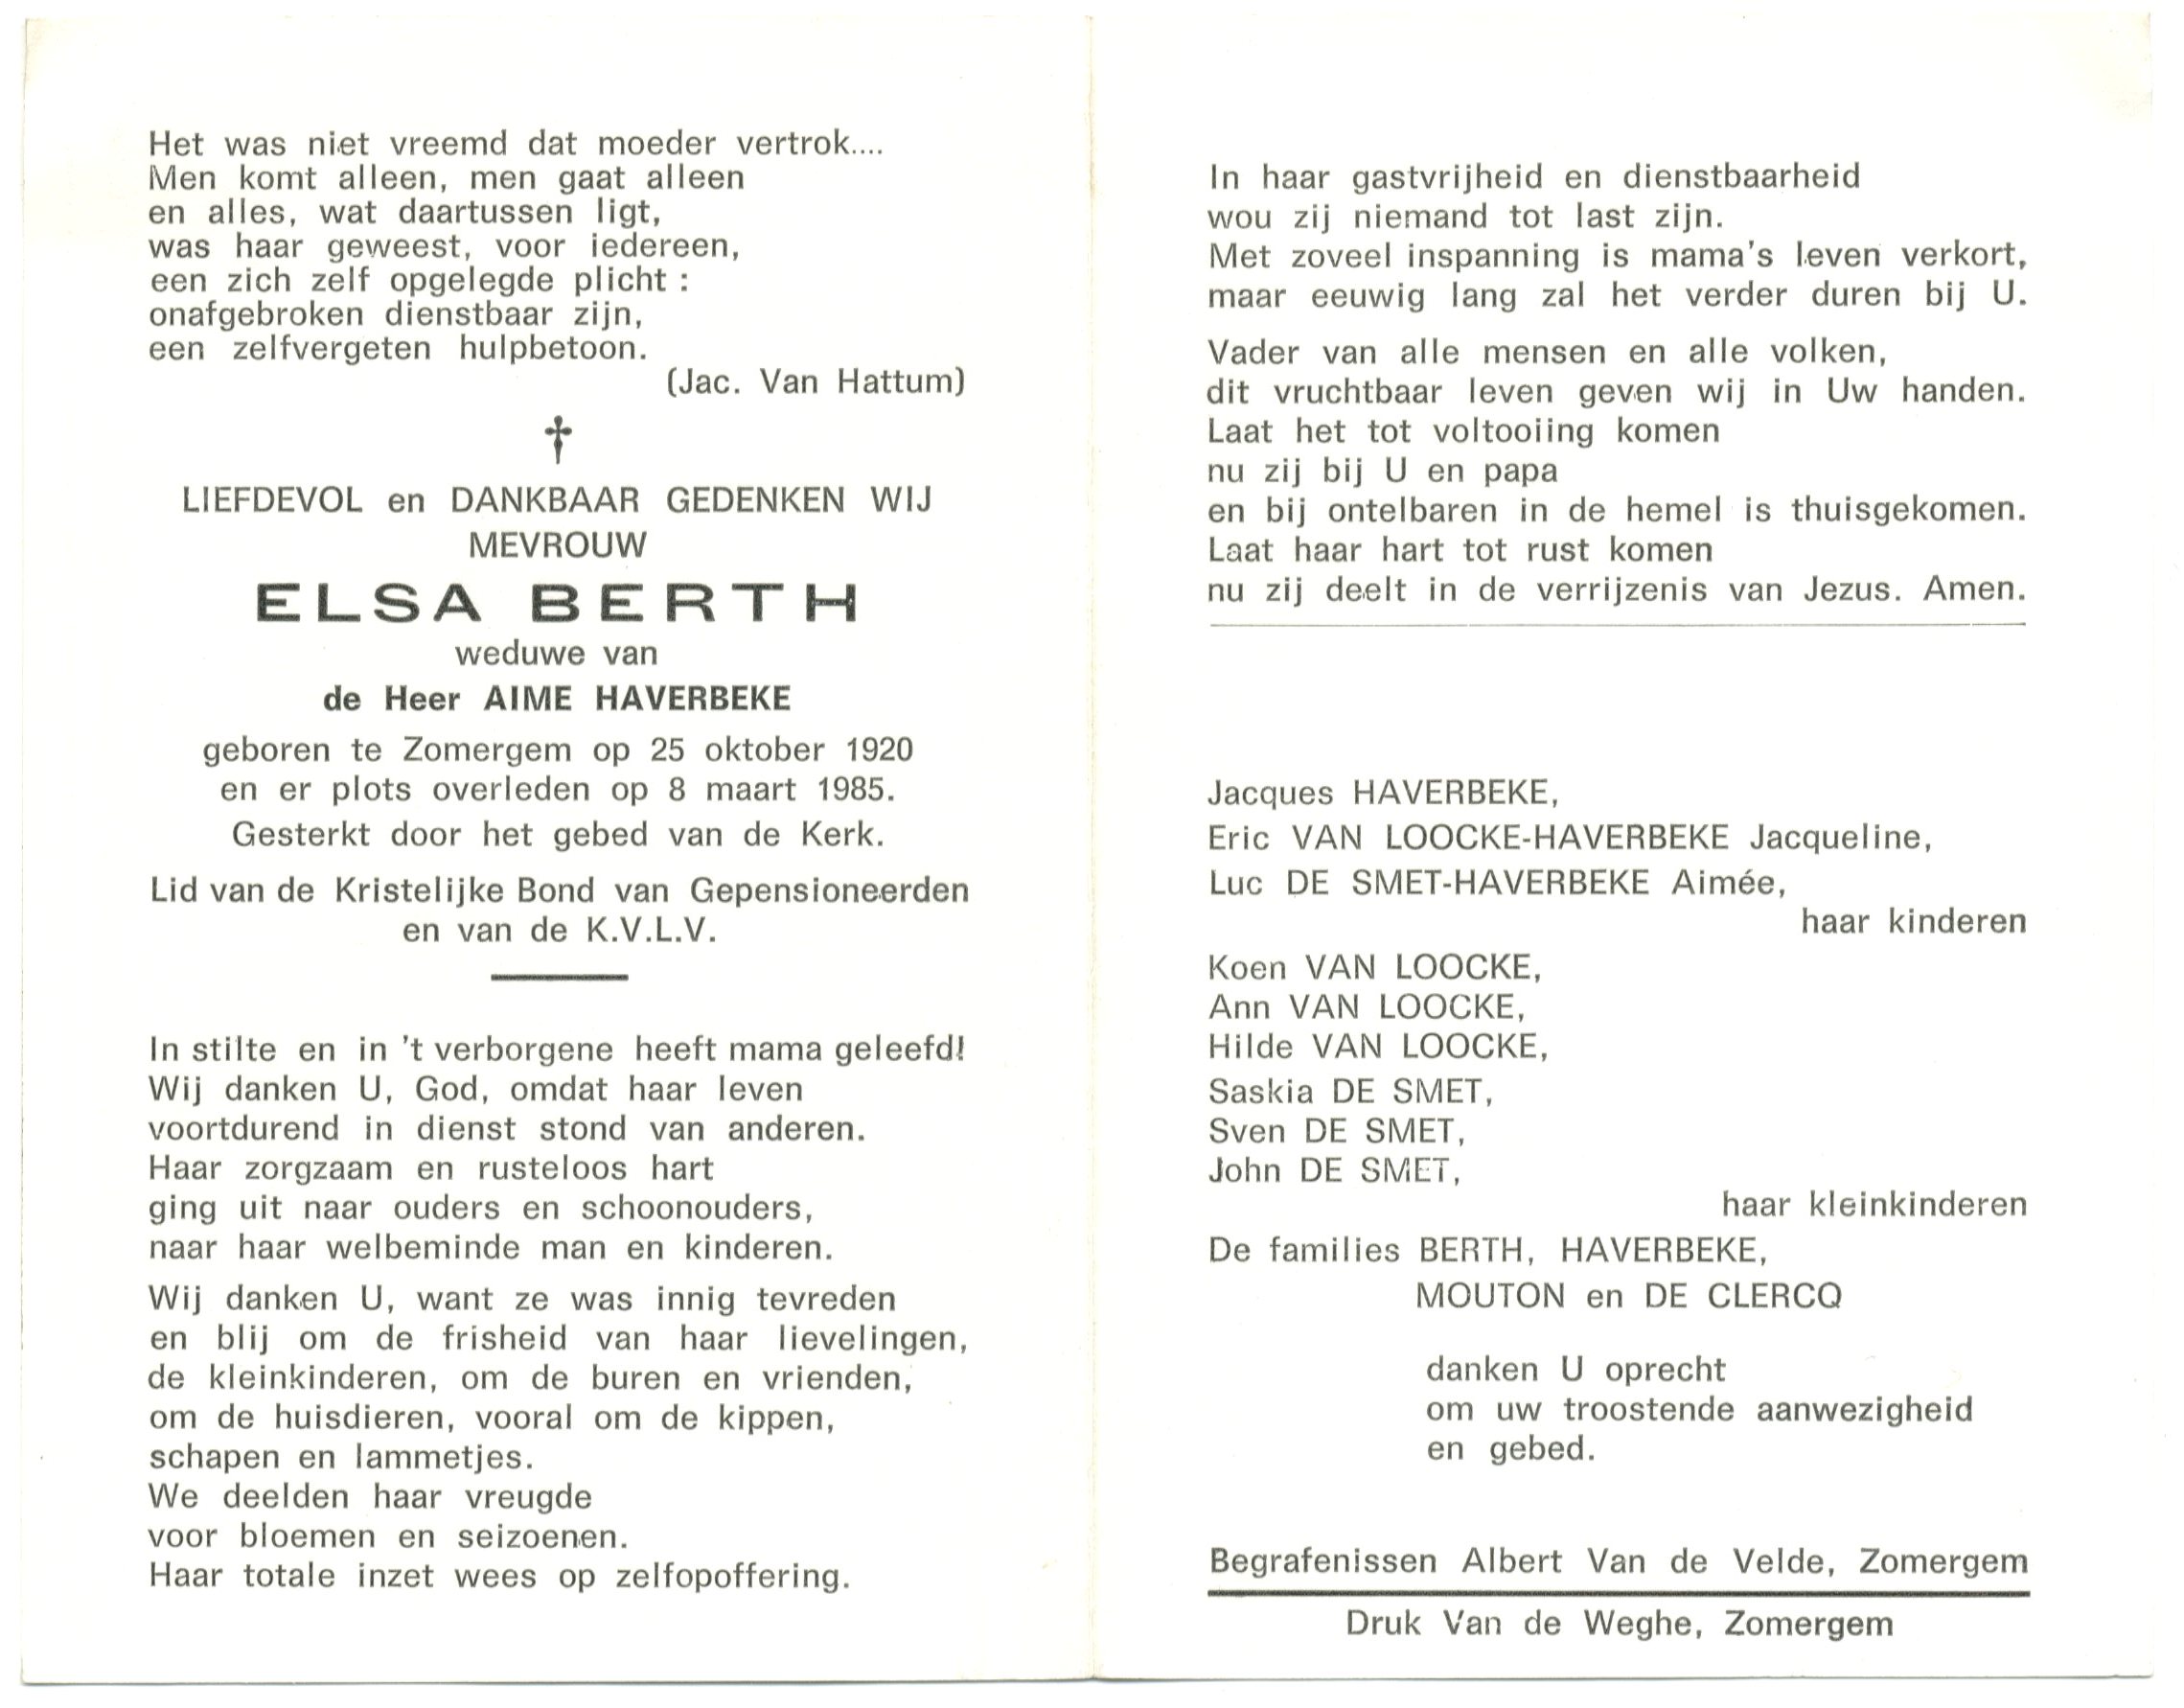 Het was niet vreemd dat moeder vertrok....
Men komt alleen, men gaat alleen
en alles, wat daartussen ligt,
was haar geweest, voor iedereen,
een zich zelf opgelegde plicht :
onafgebroken dienstbaar zijn,
een zelfvergeten hulpbetoon.
(Jac. Van Hattum)
†
LIEFDEVOL en DANKBAAR GEDENKEN WIJ
MEVROUW
ELSA BERTH
weduwe van
de Heer AIME HAVERBEKE
geboren te Zomergem op 25 oktober 1920
en er plots overleden op 8 maart 1985.
Gesterkt door het gebed van de Kerk.
Lid van de Kristelijke Bond van Gepensioneerden
en van de K.V.L.V.
In stilte en in 't verborgene heeft mama geleefd!
Wij danken U, God, omdat haar leven
voortdurend in dienst stond van anderen.
Haar zorgzaam en rusteloos hart
ging uit naar ouders en schoonouders,
naar haar welbeminde man en kinderen.
Wij danken U, want ze was innig tevreden
en blij om de frisheid van haar lievelingen,
de kleinkinderen, om de buren en vrienden,
om de huisdieren, vooral om de kippen,
schapen en lammetjes.
We deelden haar vreugde
voor bloemen en seizoenen.
Haar totale inzet wees op zelfopoffering.
In haar gastvrijheid en dienstbaarheid
wou zij niemand tot last zijn.
Met zoveel inspanning is mama's leven verkort,
maar eeuwig lang zal het verder duren bij U.
Vader van alle mensen en alle volken,
dit vruchtbaar leven geven wij in Uw handen.
Laat het tot voltooiing komen
nu zij bij U en papa
en bij ontelbaren in de hemel is thuisgekomen.
Laat haar hart tot rust komen
nu zij deelt in de verrijzenis van Jezus. Amen.
Jacques HAVERBEKE,
Eric VAN LOOCKE-HAVERBEKE Jacqueline,
Luc DE SMET-HAVERBEKE Aimée,
haar kinderen
Koen VAN LOOCKE,
Ann VAN LOOCKE,
Hilde VAN LOOCKE,
Saskia DE SMET,
Sven DE SMET,
John DE SMET,
haar kleinkinderen
De families BERTH, HAVERBEKE,
MOUTON en DE CLERCQ
danken U oprecht
om uw troostende aanwezigheid
en gebed.
Begrafenissen Albert Van de Velde, Zomergem
Druk Van de Weghe, Zomergem